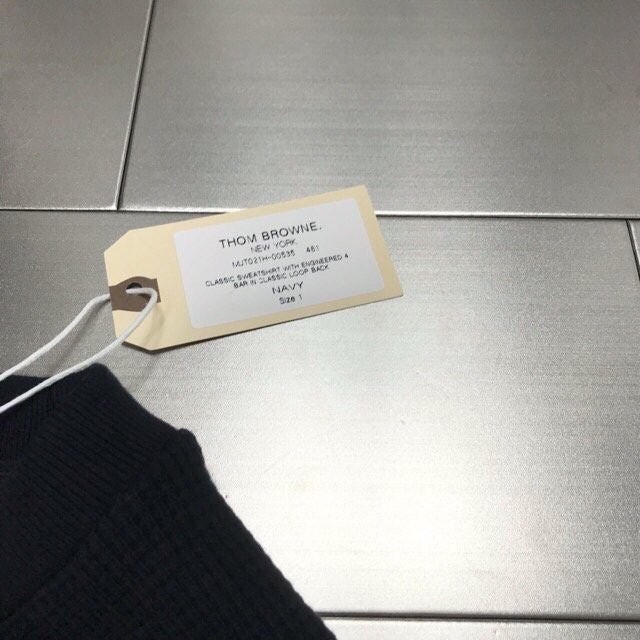 THOM BROWNE.
NEW YORK
MJT021H-00535 461
CLASSIC SWEATSHIRT WITH ENGINEERED 4
BAR IN CLASSIC LOOP BACK
NAVY
Size 1